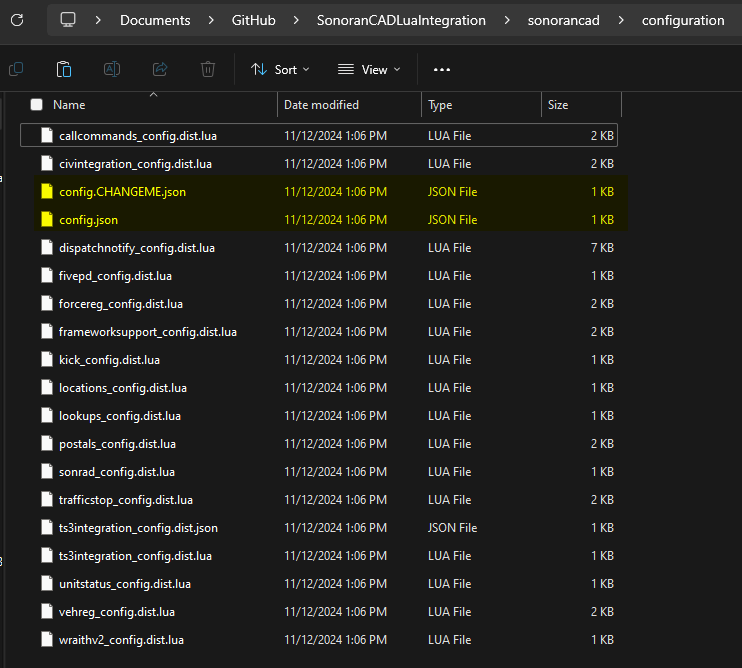 Documents > GitHub > SonoranCADLuaIntegration > sonorancad > configuration
Sort View
Name Date modified Type Size
callcommands_config.dist.lua 11/12/2024 1:06 PM LUA File 2 KB
civintegration_config.dist.lua 11/12/2024 1:06 PM LUA File 2 KB
config.CHANGEME.json 11/12/2024 1:06 PM JSON File 1 KB
config.json 11/12/2024 1:06 PM JSON File 1 KB
dispatchnotify_config.dist.lua 11/12/2024 1:06 PM LUA File 7 KB
fivepd_config.dist.lua 11/12/2024 1:06 PM LUA File 1 KB
forcereg_config.dist.lua 11/12/2024 1:06 PM LUA File 2 KB
frameworksupport_config.dist.lua 11/12/2024 1:06 PM LUA File 2 KB
kick_config.dist.lua 11/12/2024 1:06 PM LUA File 1 KB
locations_config.dist.lua 11/12/2024 1:06 PM LUA File 1 KB
lookups_config.dist.lua 11/12/2024 1:06 PM LUA File 1 KB
postals_config.dist.lua 11/12/2024 1:06 PM LUA File 2 KB
sonrad_config.dist.lua 11/12/2024 1:06 PM LUA File 1 KB
trafficstop_config.dist.lua 11/12/2024 1:06 PM LUA File 2 KB
ts3integration_config.dist.json 11/12/2024 1:06 PM JSON File 1 KB
ts3integration_config.dist.lua 11/12/2024 1:06 PM LUA File 1 KB
unitstatus_config.dist.lua 11/12/2024 1:06 PM LUA File 1 KB
vehreg_config.dist.lua 11/12/2024 1:06 PM LUA File 2 KB
wraithv2_config.dist.lua 11/12/2024 1:06 PM LUA File 1 KB